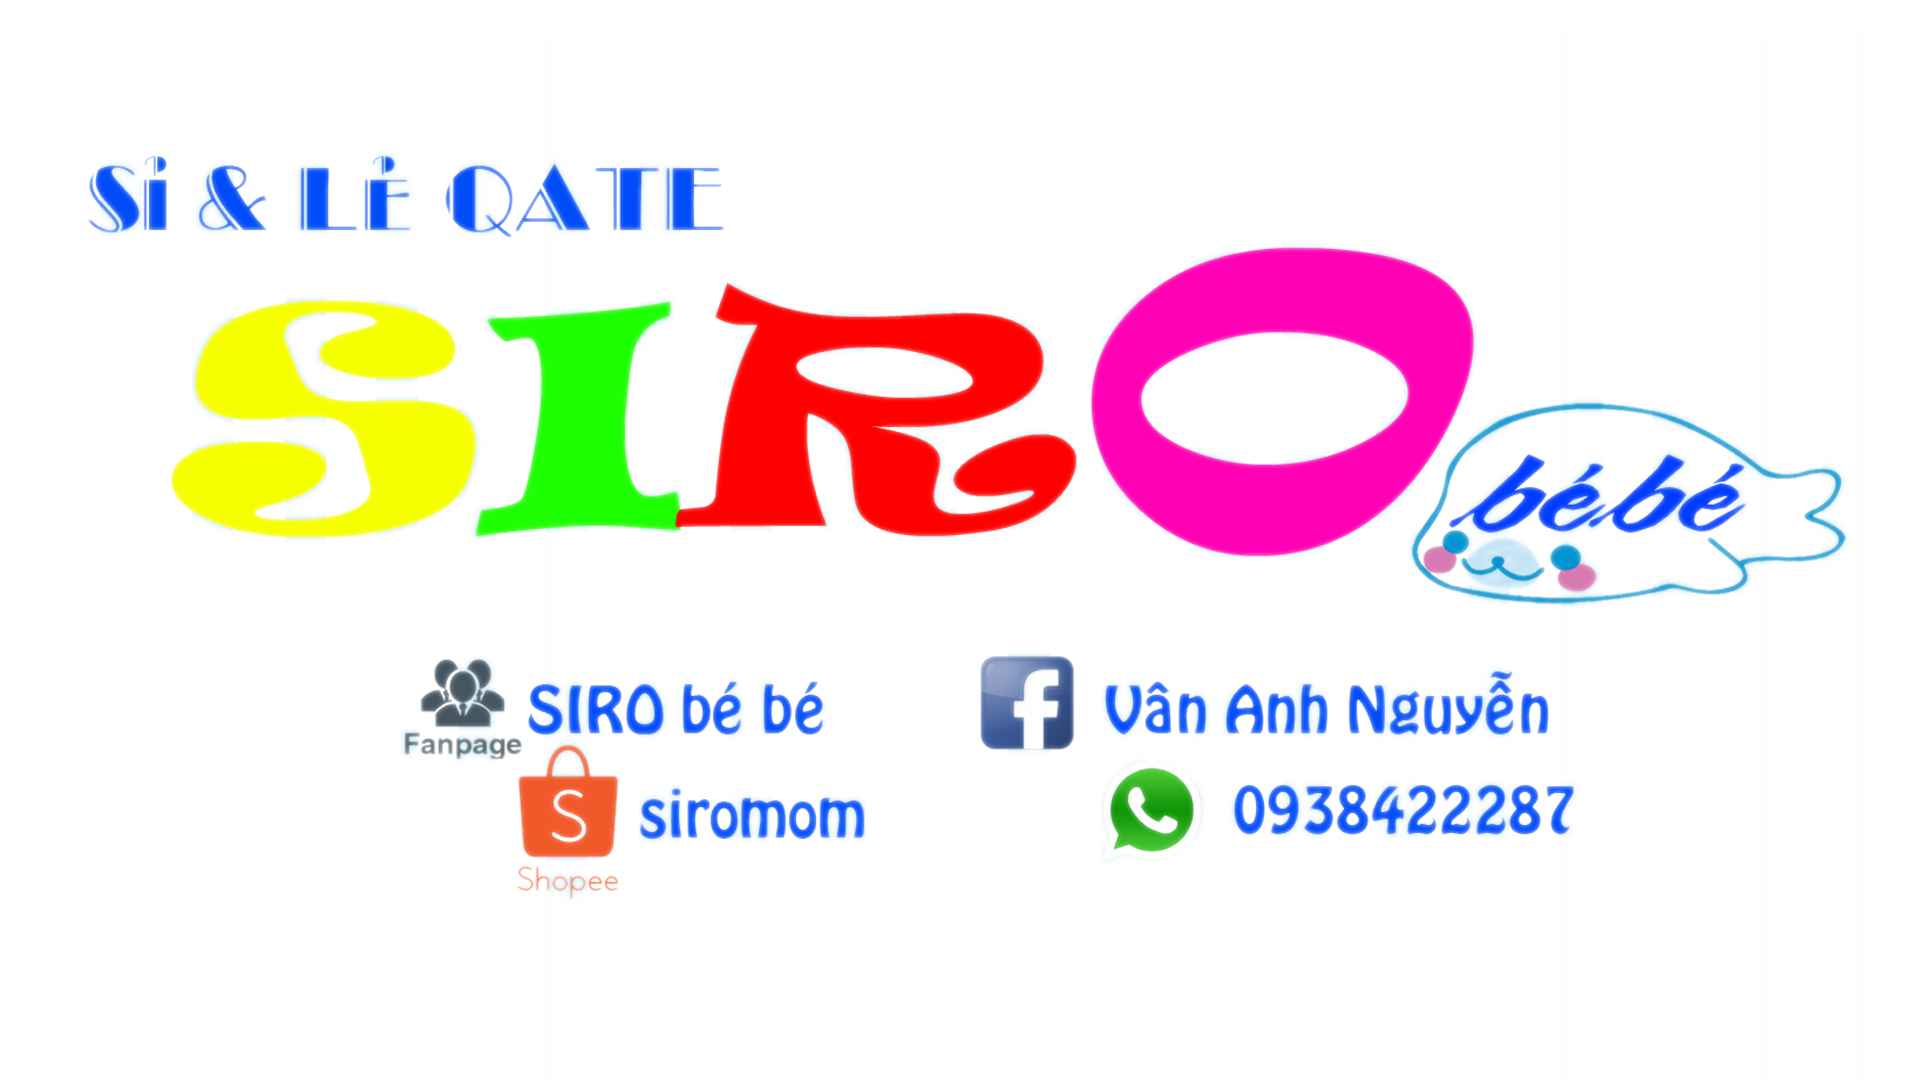 SỈ & LẺ QATE
SIRO
bé bé
Fanpage
SIRO bé bé
f
Vân Anh Nguyễn
S
Shopee
siromom
0938422287